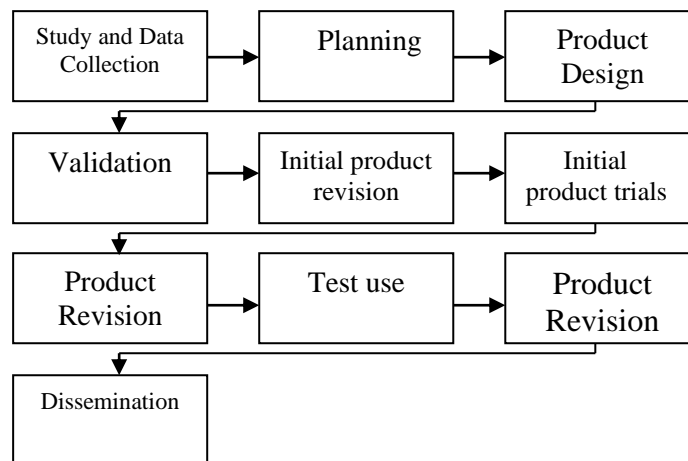 Study and Data
Collection
Planning
Product
Design
Validation
Initial product
revision
Initial
product trials
Product
Revision
Test use
Product
Revision
Dissemination